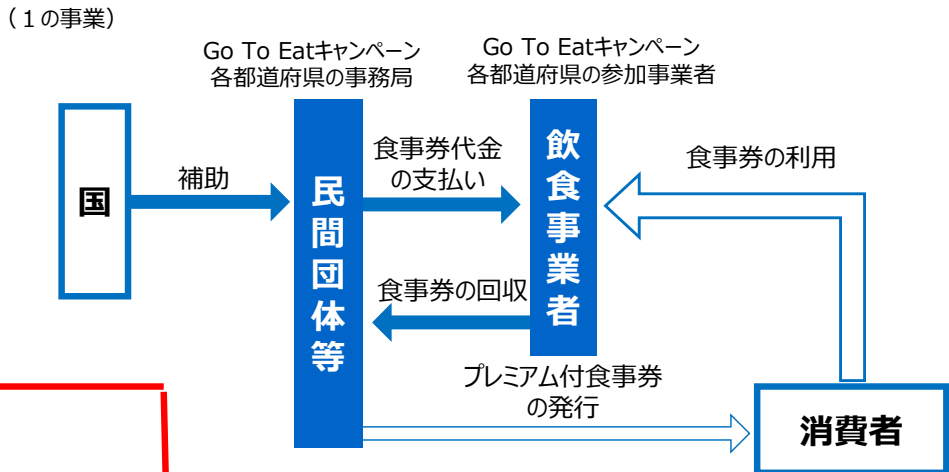 （１の事業）
Go To Eatキャンペーン
各都道府県の事務局
Go To Eatキャンペーン
各都道府県の参加事業者
国
補助
民間団体等
食事券代金
の支払い
飲食事業者
食事券の利用
食事券の回収
プレミアム付食事券
の発行
消費者